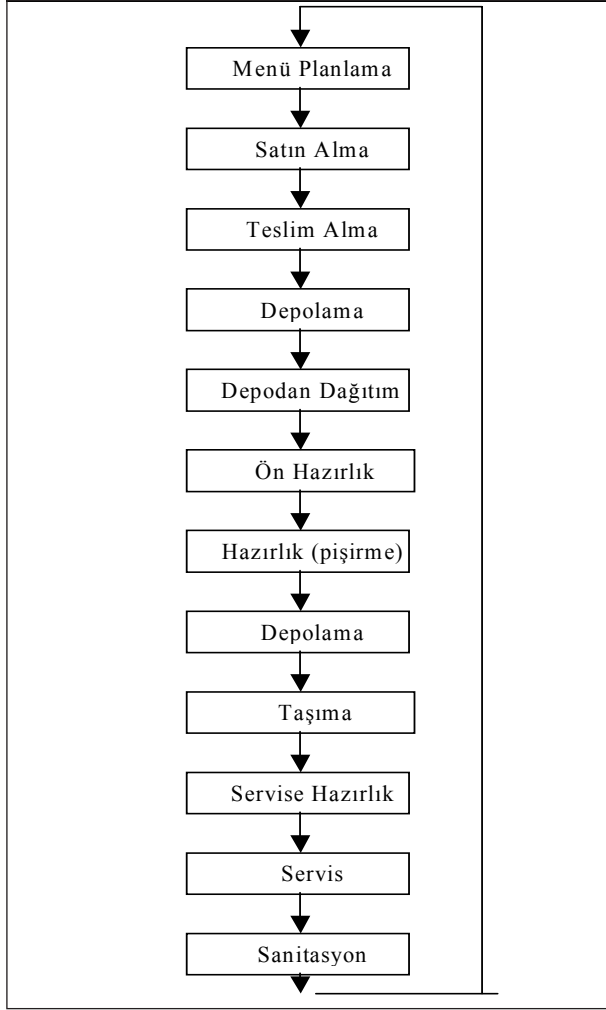 Menü Planlama
Satın Alma
Teslim Alma
Depolama
Depodan Dağıtım
Ön Hazırlık
Hazırlık (pişirme)
Depolama
Taşıma
Servise Hazırlık
Servis
Sanitasyon